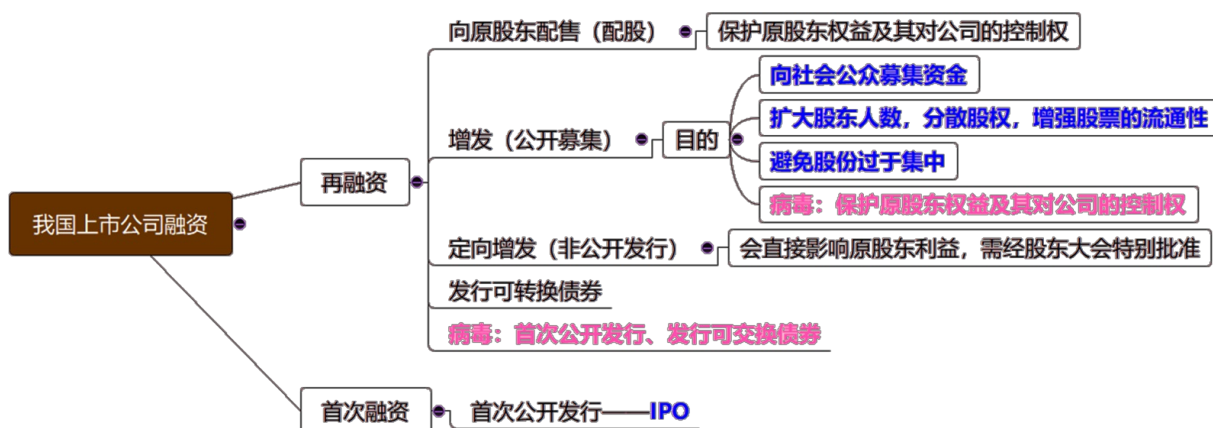 我国上市公司融资
再融资
向原股东配售（配股）
保护原股东权益及其对公司的控制权
增发（公开募集）
目的
向社会公众募集资金
扩大股东人数，分散股权，增强股票的流通性
避免股份过于集中
病毒：保护原股东权益及其对公司的控制权
定向增发（非公开发行）
会直接影响原股东利益，需经股东大会特别批准
发行可转换债券
病毒：首次公开发行、发行可交换债券
首次融资
首次公开发行——IPO